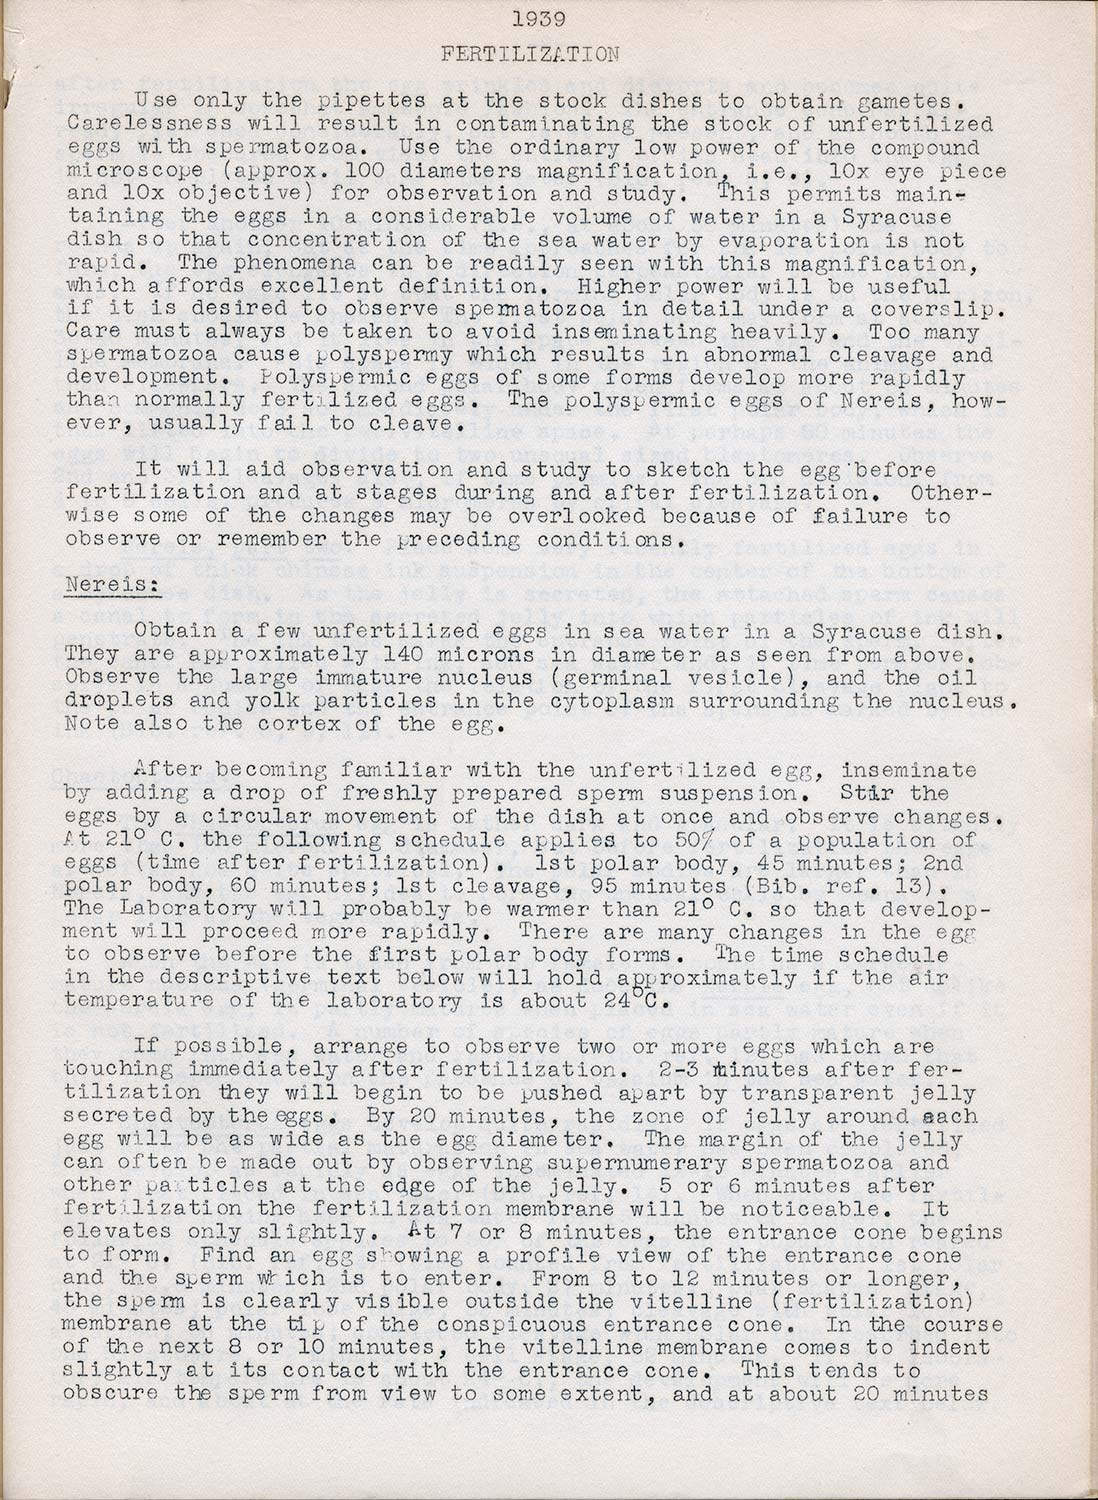 1939
FERTILIZATION
Use only the pipettes at the stock dishes to obtain gametes.
Carelessness will result in contaminating the stock of unfertilized
eggs with spermatozoa. Use the ordinary low power of the compound
microscope (approx. 100 diameters magnification, i.e., 10x eye piece
and 10x objective) for observation and study. This permits main-
taining the eggs in a considerable volume of water in a Syracuse
dish so that concentration of the sea water by evaporation is not
rapid. The phenomena can be readily seen with this magnification,
which affords excellent definition. Higher power will be useful
if it is desired to observe spermatozoa in detail under a coverslip.
Care must always be taken to avoid inseminating heavily. Too many
spermatozoa cause polyspermy which results in abnormal cleavage and
development. Polyspermic eggs of some forms develop more rapidly
than normally fertilized eggs. The polyspermic eggs of Nereis, how-
ever, usually fail to cleave.
It will aid observation and study to sketch the egg before
fertilization and at stages during and after fertilization. Other-
wise some of the changes may be overlooked because of failure to
observe or remember the preceding conditions.
Nereis:
Obtain a few unfertilized eggs in sea water in a Syracuse dish.
They are approximately 140 microns in diameter as seen from above.
Observe the large immature nucleus (germinal vesicle), and the oil
droplets and yolk particles in the cytoplasm surrounding the nucleus.
Note also the cortex of the egg.
After becoming familiar with the unfertilized egg, inseminate
by adding a drop of freshly prepared sperm suspension. Stir the
eggs by a circular movement of the dish at once and observe changes.
At 21° C. the following schedule applies to 50% of a population of
eggs (time after fertilization). 1st polar body, 45 minutes; 2nd
polar body, 60 minutes; 1st cleavage, 95 minutes (Bib. ref. 13).
The Laboratory will probably be warmer than 21° C. so that develop-
ment will proceed more rapidly. There are many changes in the egg
to observe before the first polar body forms. The time schedule
in the descriptive text below will hold approximately if the air
temperature of the laboratory is about 24°C.
If possible, arrange to observe two or more eggs which are
touching immediately after fertilization. 2-3 minutes after fer-
tilization they will begin to be pushed apart by transparent jelly
secreted by the eggs. By 20 minutes, the zone of jelly around each
egg will be as wide as the egg diameter. The margin of the jelly
can often be made out by observing supernumerary spermatozoa and
other particles at the edge of the jelly. 5 or 6 minutes after
fertilization the fertilization membrane will be noticeable. It
elevates only slightly. At 7 or 8 minutes, the entrance cone begins
to form. Find an egg showing a profile view of the entrance cone
and the sperm which is to enter. From 8 to 12 minutes or longer,
the sperm is clearly visible outside the vitelline (fertilization)
membrane at the tip of the conspicuous entrance cone. In the course
of the next 8 or 10 minutes, the vitelline membrane comes to indent
slightly at its contact with the entrance cone. This tends to
obscure the sperm from view to some extent, and at about 20 minutes